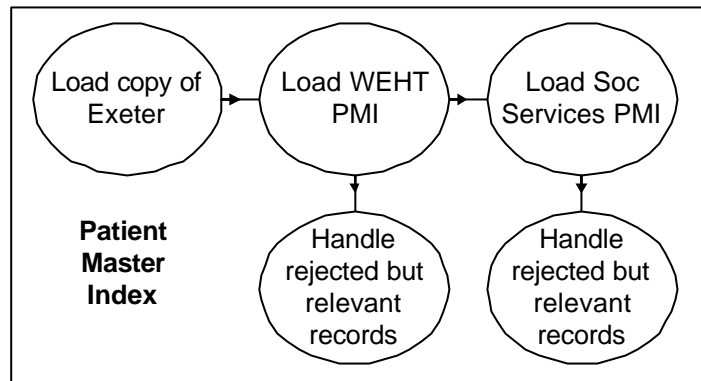 Load copy of
Exeter
Load WEHT
PMI
Load Soc
Services PMI
Patient
Master
Index
Handle
rejected but
relevant
records
Handle
rejected but
relevant
records